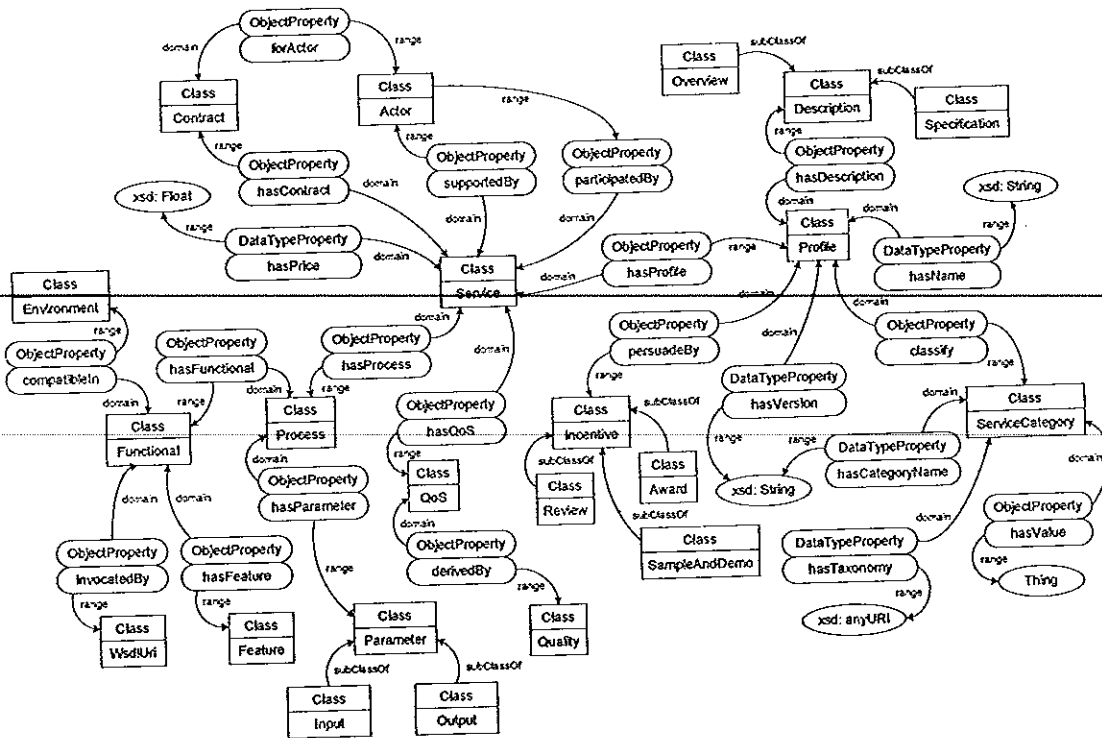 ObjectProperty
forActor
domain
range
Class
Contract
Class
Actor
range
range
range
ObjectProperty
hasContract
domain
ObjectProperty
supportedBy
domain
ObjectProperty
participatedBy
domain
xsd: Float
range
DataTypeProperty
hasPrice
domain
Class
Service
ObjectProperty
hasProfile
domain
range
Class
Overview
subClassOf
Class
Description
subClassOf
Class
Specification
range
ObjectProperty
hasDescription
domain
Class
Profile
domain
DataTypeProperty
hasName
range
xsd: String
Class
Environment
range
ObjectProperty
compatibleIn
domain
ObjectProperty
hasFunctional
range
domain
ObjectProperty
hasProcess
domain
range
Class
Functional
Class
Process
domain
ObjectProperty
hasParameter
range
domain
ObjectProperty
hasQoS
range
Class
QoS
domain
ObjectProperty
derivedBy
range
Class
Quality
domain
domain
ObjectProperty
invocatedBy
range
Class
WsdlUri
ObjectProperty
hasFeature
range
Class
Feature
Class
Parameter
subClassOf
subClassOf
Class
Input
Class
Output
domain
ObjectProperty
persuadeBy
range
Class
Incentive
subClassOf
Class
Award
subClassOf
Class
Review
subClassOf
Class
SampleAndDemo
domain
DataTypeProperty
hasVersion
range
xsd: String
domain
ObjectProperty
classify
range
Class
ServiceCategory
domain
DataTypeProperty
hasCategoryName
range
domain
DataTypeProperty
hasTaxonomy
range
xsd: anyURI
domain
ObjectProperty
hasValue
range
Thing